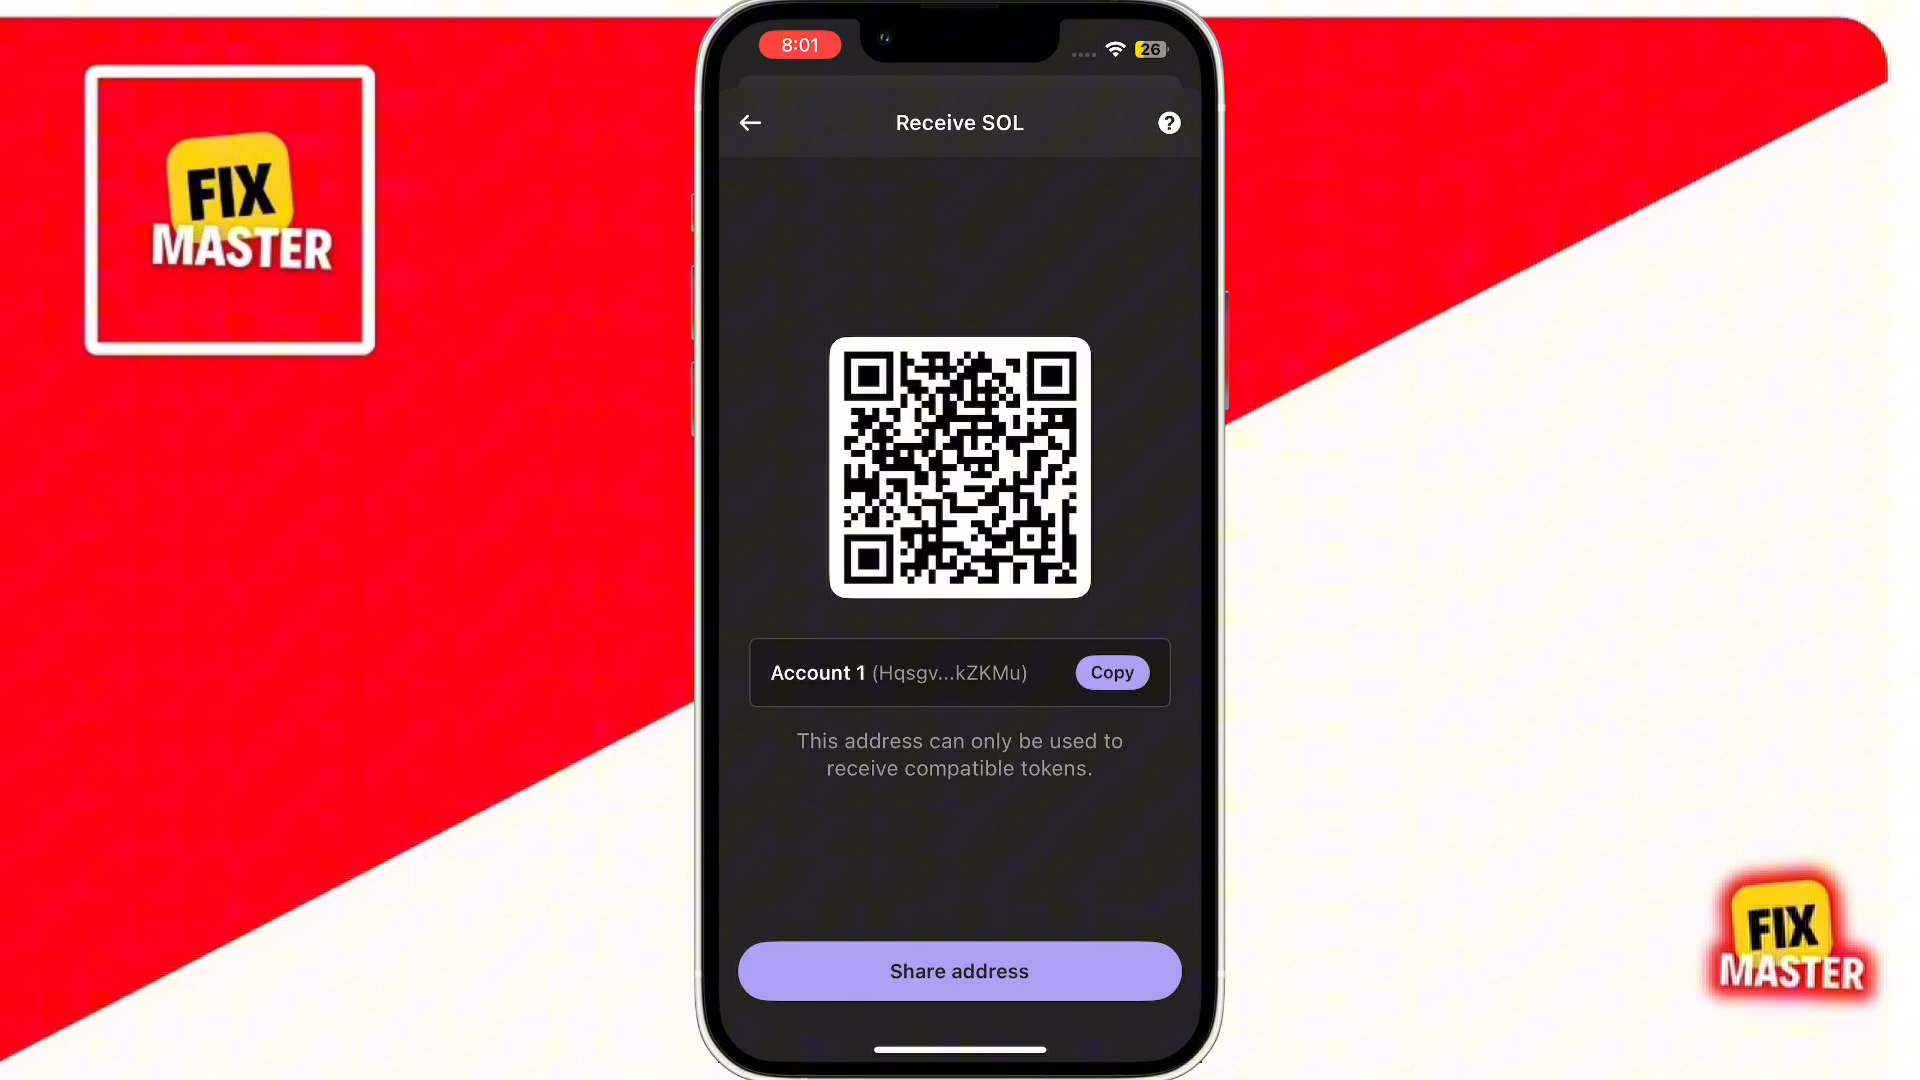 FIX
MASTER
8:01
26
Receive SOL
?
Account 1 (Hqsgv...kZKMu)
Copy
This address can only be used to
receive compatible tokens.
Share address
FIX
MASTER